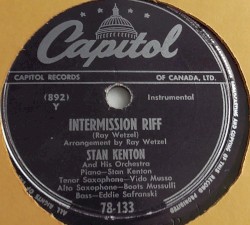 Capitol
CAPITOL RECORDS OF CANADA, LTD.
(892) Instrumental
Y
INTERMISSION RIFF
(Ray Wetzel)
Arrangement by Ray Wetzel
STAN KENTON
And His Orchestra
Piano-Stan Kenton
Tenor Saxophone-Vido Musso
Alto Saxophone-Boots Mussulli
Bass-Eddie Safranski
78-133